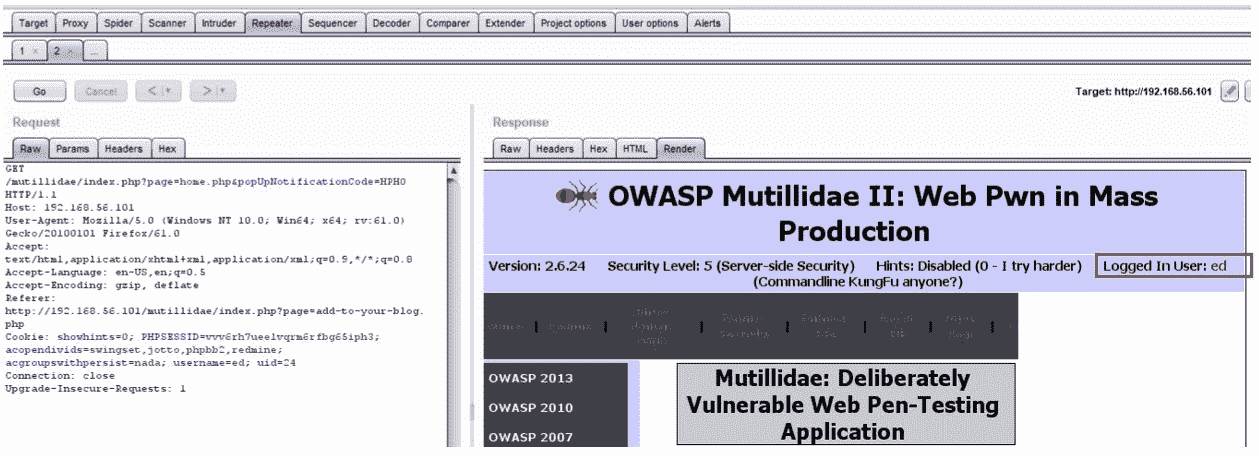 Target Proxy Spider Scanner Intruder Repeater Sequencer Decoder Comparer Extender Project options User options Alerts
1 × 2 × ...
Go Cancel < > Target: http://192.168.56.101
Request
Raw Params Headers Hex
GET
/mutillidae/index.php?page=home.php&popUpNotificationCode=HPH0
HTTP/1.1
Host: 192.168.56.101
User-Agent: Mozilla/5.0 (Windows NT 10.0; Win64; x64; rv:61.0)
Gecko/20100101 Firefox/61.0
Accept:
text/html,application/xhtml+xml,application/xml;q=0.9,*/*;q=0.8
Accept-Language: en-US,en;q=0.5
Accept-Encoding: gzip, deflate
Referer:
http://192.168.56.101/mutillidae/index.php?page=add-to-your-blog.
php
Cookie: showhints=0; PHPSESSID=vvv6rh7ueelvqrm6rfbg65iph3;
acopendivids=swingset,jotto,phpbb2,redmine;
acgroupswithpersist=nada; username=ed; uid=24
Connection: close
Upgrade-Insecure-Requests: 1
Response
Raw Headers Hex HTML Render
OWASP Mutillidae II: Web Pwn in Mass
Production
Version: 2.6.24 Security Level: 5 (Server-side Security) Hints: Disabled (0 - I try harder) Logged In User: ed
(Commandline KungFu anyone?)
OWASP 2013
OWASP 2010
OWASP 2007
Mutillidae: Deliberately
Vulnerable Web Pen-Testing
Application